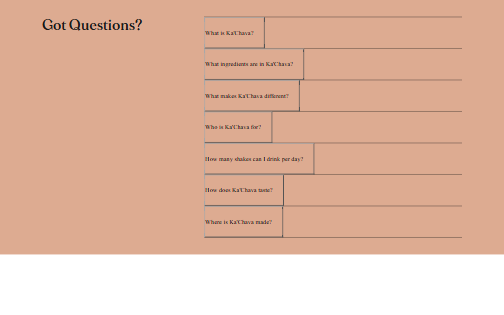 Got Questions?
What is Ka'Chava?
What ingredients are in Ka'Chava?
What makes Ka'Chava different?
Who is Ka'Chava for?
How many shakes can I drink per day?
How does Ka'Chava taste?
Where is Ka'Chava made?